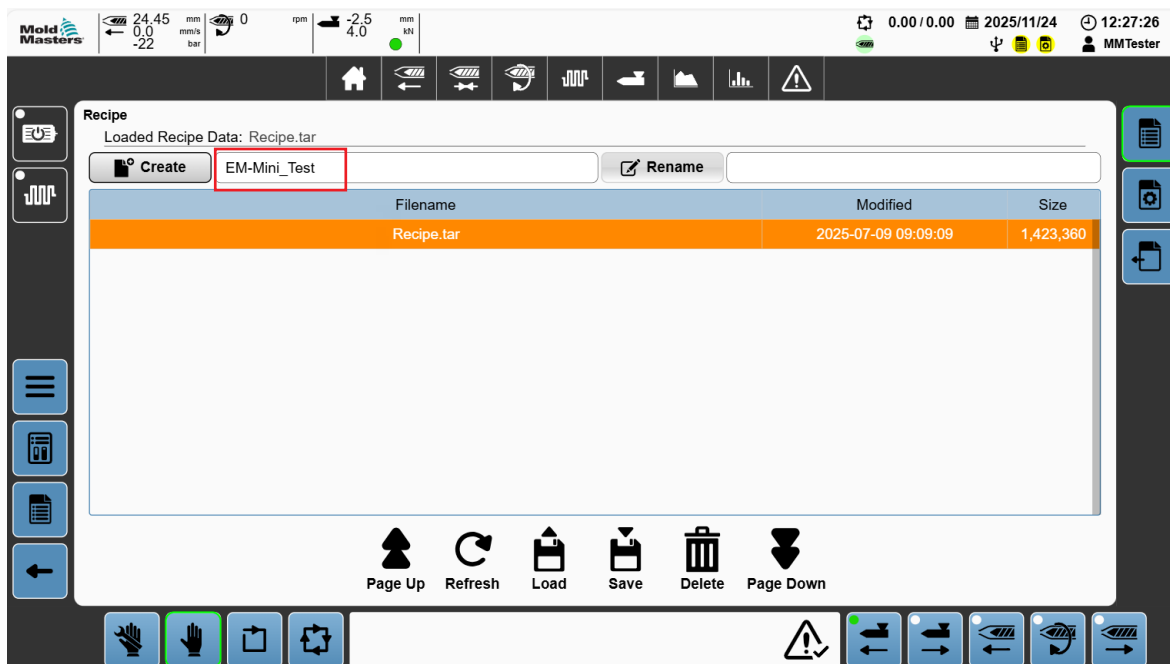 Mold
Masters
24.45 mm
0.0 mm/s
-22 bar
0 rpm
-2.5 mm
4.0 kN
0.00 / 0.00
2025/11/24
12:27:26
MMTester
Recipe
Loaded Recipe Data: Recipe.tar
Create
EM-Mini_Test
Rename
Filename Modified Size
Recipe.tar 2025-07-09 09:09:09 1,423,360
Page Up Refresh Load Save Delete Page Down